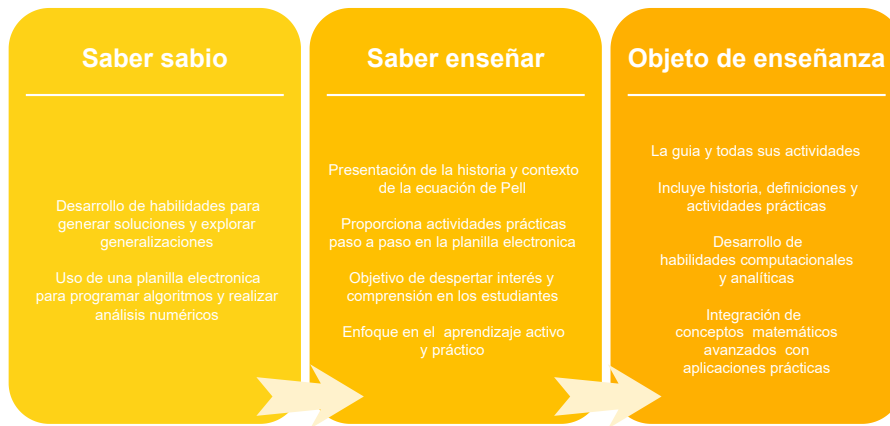 Saber sabio
Desarrollo de habilidades para
generar soluciones y explorar
generalizaciones
Uso de una planilla electronica
para programar algoritmos y realizar
análisis numéricos
Saber enseñar
Presentación de la historia y contexto
de la ecuación de Pell
Proporciona actividades prácticas
paso a paso en la planilla electronica
Objetivo de despertar interés y
comprensión en los estudiantes
Enfoque en el aprendizaje activo
y práctico
Objeto de enseñanza
La guia y todas sus actividades
Incluye historia, definiciones y
actividades prácticas
Desarrollo de
habilidades computacionales
y analíticas
Integración de
conceptos matemáticos
avanzados con
aplicaciones prácticas